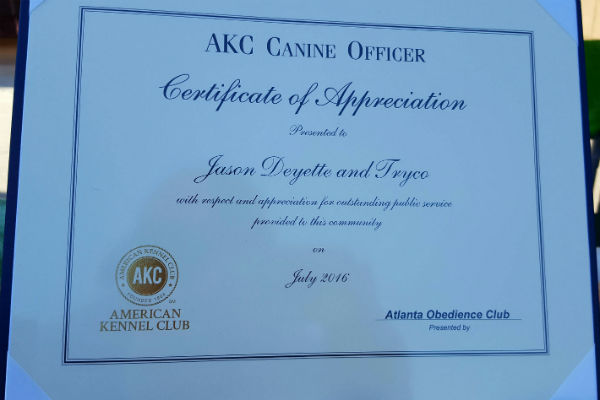 AKC CANINE OFFICER
Certificate of Appreciation
Presented to
Jason Deyette and Tryco
with respect and appreciation for outstanding public service
provided to this community
on
July 2016
AMERICAN KENNEL CLUB
AKC
FOUNDED 1884
AMERICAN
KENNEL CLUB
Atlanta Obedience Club
Presented by